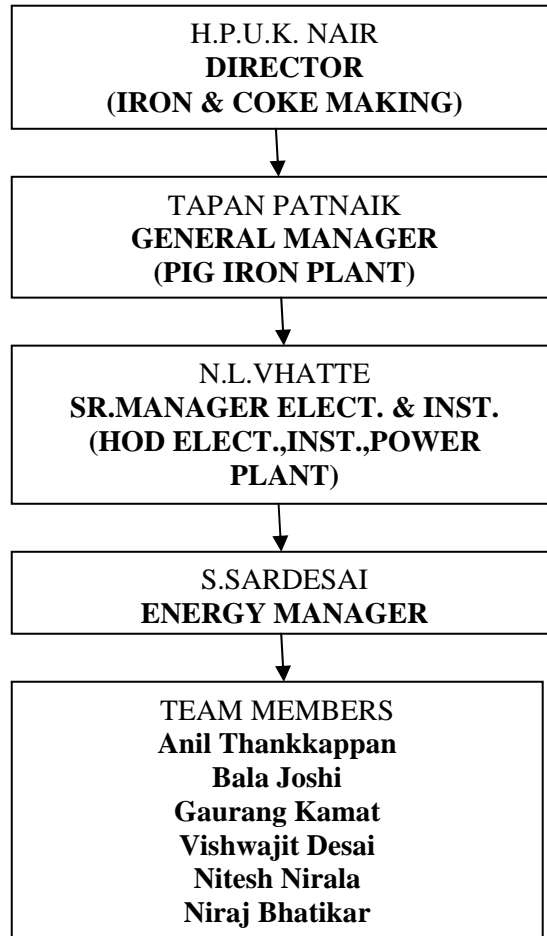 H.P.U.K. NAIR
DIRECTOR
(IRON & COKE MAKING)
TAPAN PATNAIK
GENERAL MANAGER
(PIG IRON PLANT)
N.L.VHATTE
SR.MANAGER ELECT. & INST.
(HOD ELECT.,INST.,POWER
PLANT)
S.SARDESAI
ENERGY MANAGER
TEAM MEMBERS
Anil Thankkappan
Bala Joshi
Gaurang Kamat
Vishwajit Desai
Nitesh Nirala
Niraj Bhatikar